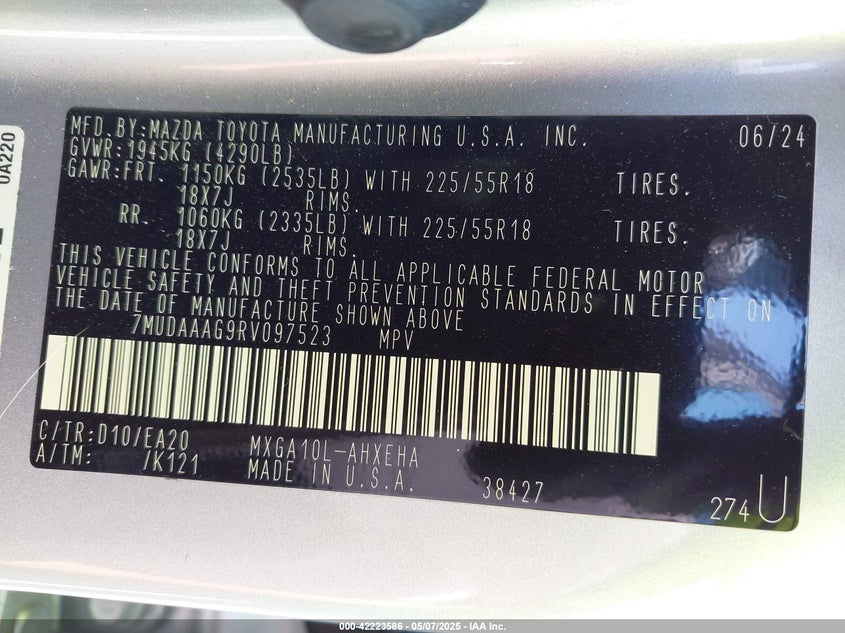 0A220
MFD.BY:MAZDA TOYOTA MANUFACTURING U.S.A. INC. 06/24
GVWR:1945KG (4290LB)
GAWR:FRT. 1150KG (2535LB) WITH 225/55R18 TIRES.
18X7J RIMS.
RR. 1060KG (2335LB) WITH 225/55R18 TIRES.
18X7J RIMS.
THIS VEHICLE CONFORMS TO ALL APPLICABLE FEDERAL MOTOR
VEHICLE SAFETY AND THEFT PREVENTION STANDARDS IN EFFECT ON
THE DATE OF MANUFACTURE SHOWN ABOVE
7MUDAAAG9RV097523 MPV
C/TR:D10/EA20 MXGA10L-AHXEHA
A/TM: /K121 MADE IN U.S.A. 38427
274 U
000-42223586 - 05/07/2025 - IAA Inc.